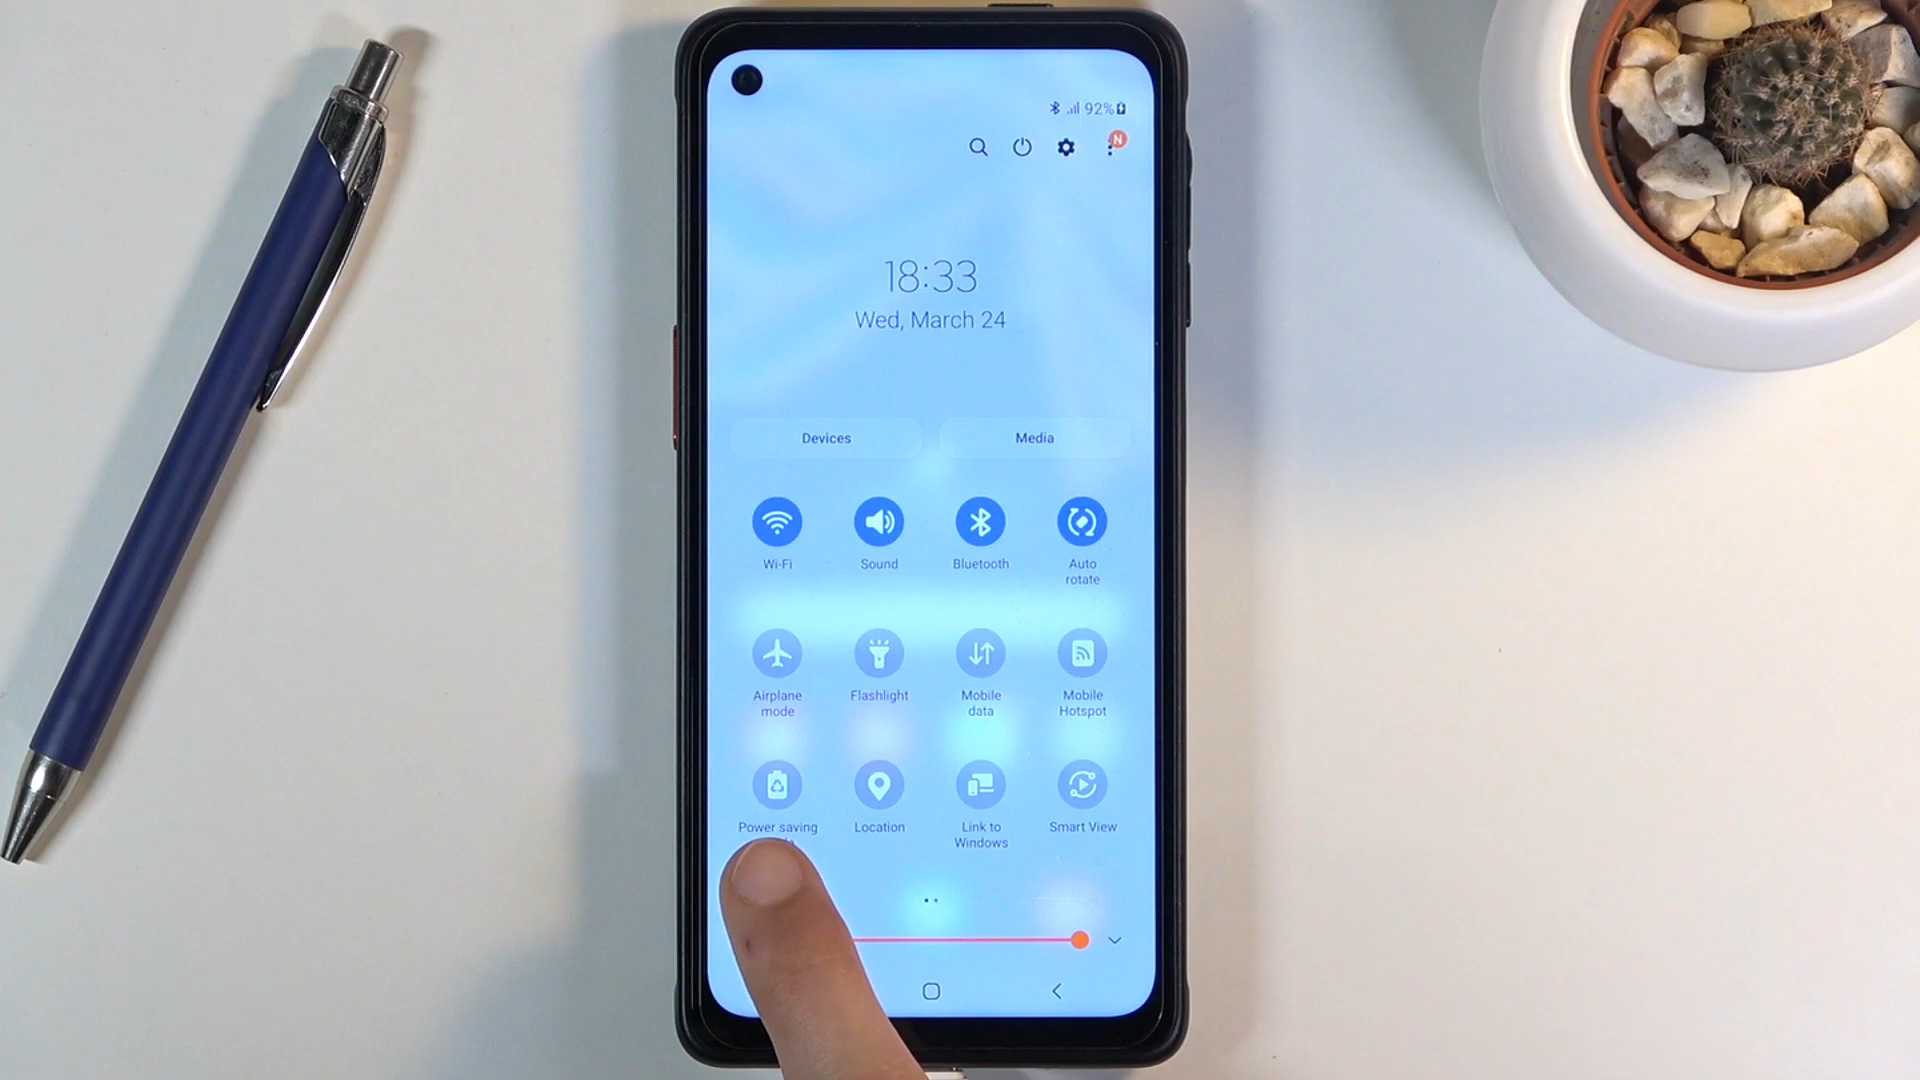 92%
N
18:33
Wed, March 24
Devices
Media
Wi-Fi
Sound
Bluetooth
Auto
rotate
Airplane
mode
Flashlight
Mobile
data
Mobile
Hotspot
Power saving
Location
Link to
Windows
Smart View